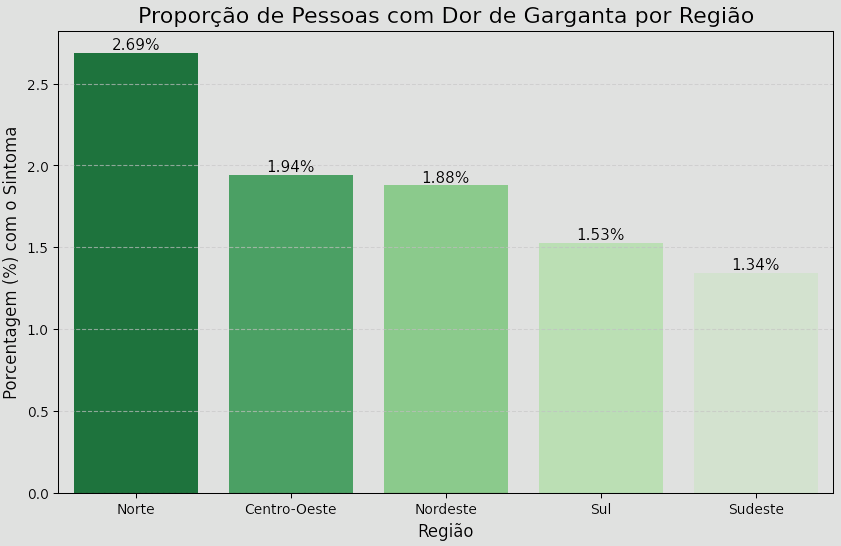 Proporção de Pessoas com Dor de Garganta por Região
Porcentagem (%) com o Sintoma
2.5
2.0
1.5
1.0
0.5
0.0
2.69%
1.94%
1.88%
1.53%
1.34%
Norte
Centro-Oeste
Nordeste
Sul
Sudeste
Região